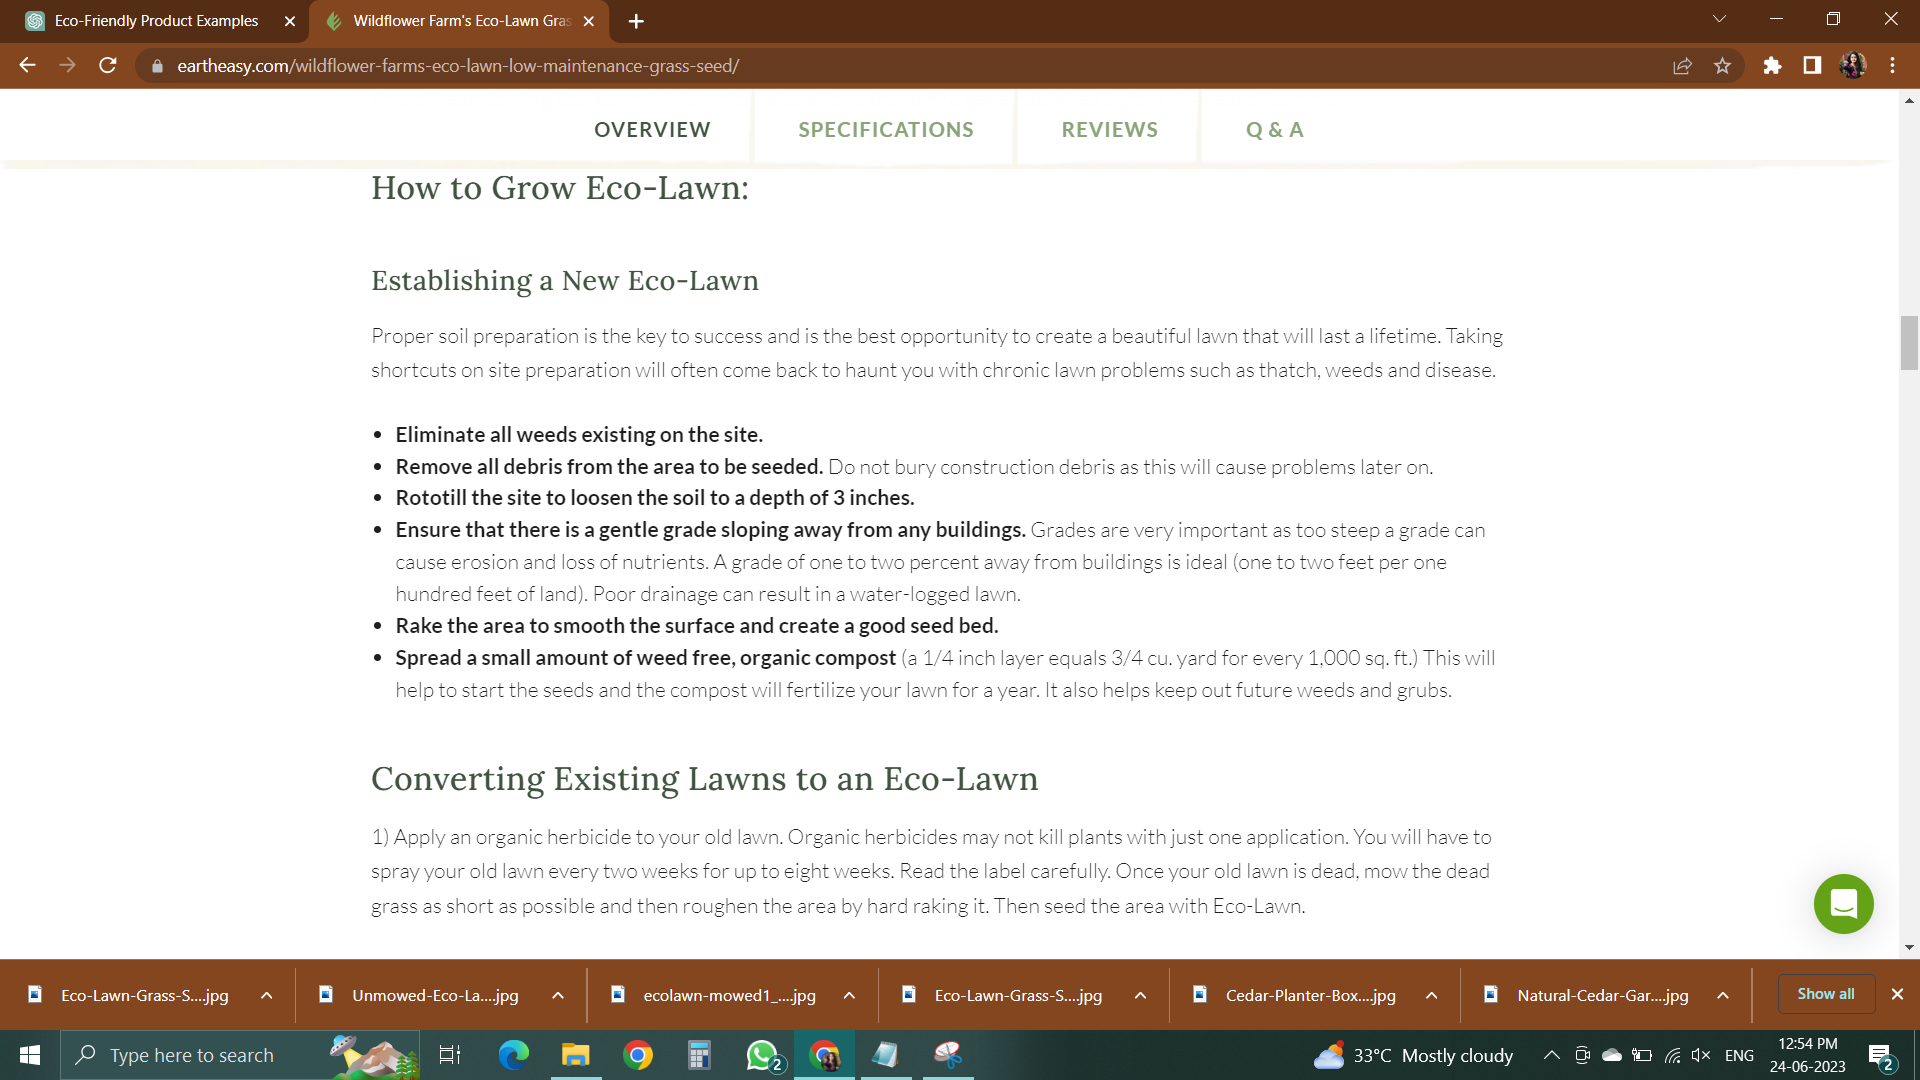 Eco-Friendly Product Examples
Wildflower Farm's Eco-Lawn Gras
eartheasy.com/wildflower-farms-eco-lawn-low-maintenance-grass-seed/
OVERVIEW
SPECIFICATIONS
REVIEWS
Q & A
How to Grow Eco-Lawn:
Establishing a New Eco-Lawn
Proper soil preparation is the key to success and is the best opportunity to create a beautiful lawn that will last a lifetime. Taking
shortcuts on site preparation will often come back to haunt you with chronic lawn problems such as thatch, weeds and disease.
• Eliminate all weeds existing on the site.
• Remove all debris from the area to be seeded. Do not bury construction debris as this will cause problems later on.
• Rototill the site to loosen the soil to a depth of 3 inches.
• Ensure that there is a gentle grade sloping away from any buildings. Grades are very important as too steep a grade can
cause erosion and loss of nutrients. A grade of one to two percent away from buildings is ideal (one to two feet per one
hundred feet of land). Poor drainage can result in a water-logged lawn.
• Rake the area to smooth the surface and create a good seed bed.
• Spread a small amount of weed free, organic compost (a 1/4 inch layer equals 3/4 cu. yard for every 1,000 sq. ft.) This will
help to start the seeds and the compost will fertilize your lawn for a year. It also helps keep out future weeds and grubs.
Converting Existing Lawns to an Eco-Lawn
1) Apply an organic herbicide to your old lawn. Organic herbicides may not kill plants with just one application. You will have to
spray your old lawn every two weeks for up to eight weeks. Read the label carefully. Once your old lawn is dead, mow the dead
grass as short as possible and then roughen the area by hard raking it. Then seed the area with Eco-Lawn.
Eco-Lawn-Grass-S....jpg
Unmowed-Eco-La....jpg
ecolawn-mowed1_....jpg
Eco-Lawn-Grass-S....jpg
Cedar-Planter-Box....jpg
Natural-Cedar-Gar....jpg
Show all
Type here to search
2
33°C Mostly cloudy
ENG
12:54 PM
24-06-2023
2